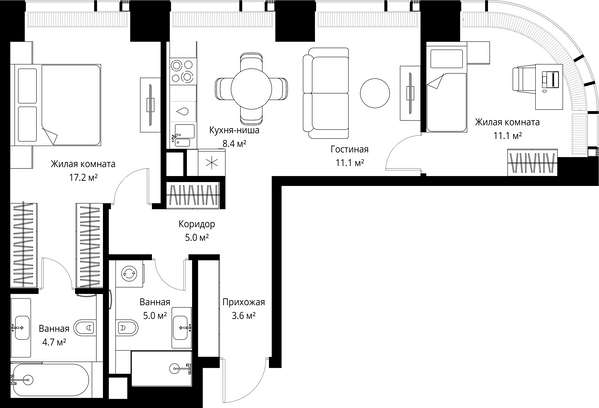 Кухня-ниша
8.4 м²
Жилая комната
11.1 м²
Гостиная
11.1 м²
Жилая комната
17.2 м²
Коридор
5.0 м²
Ванная
5.0 м²
Прихожая
3.6 м²
Ванная
4.7 м²